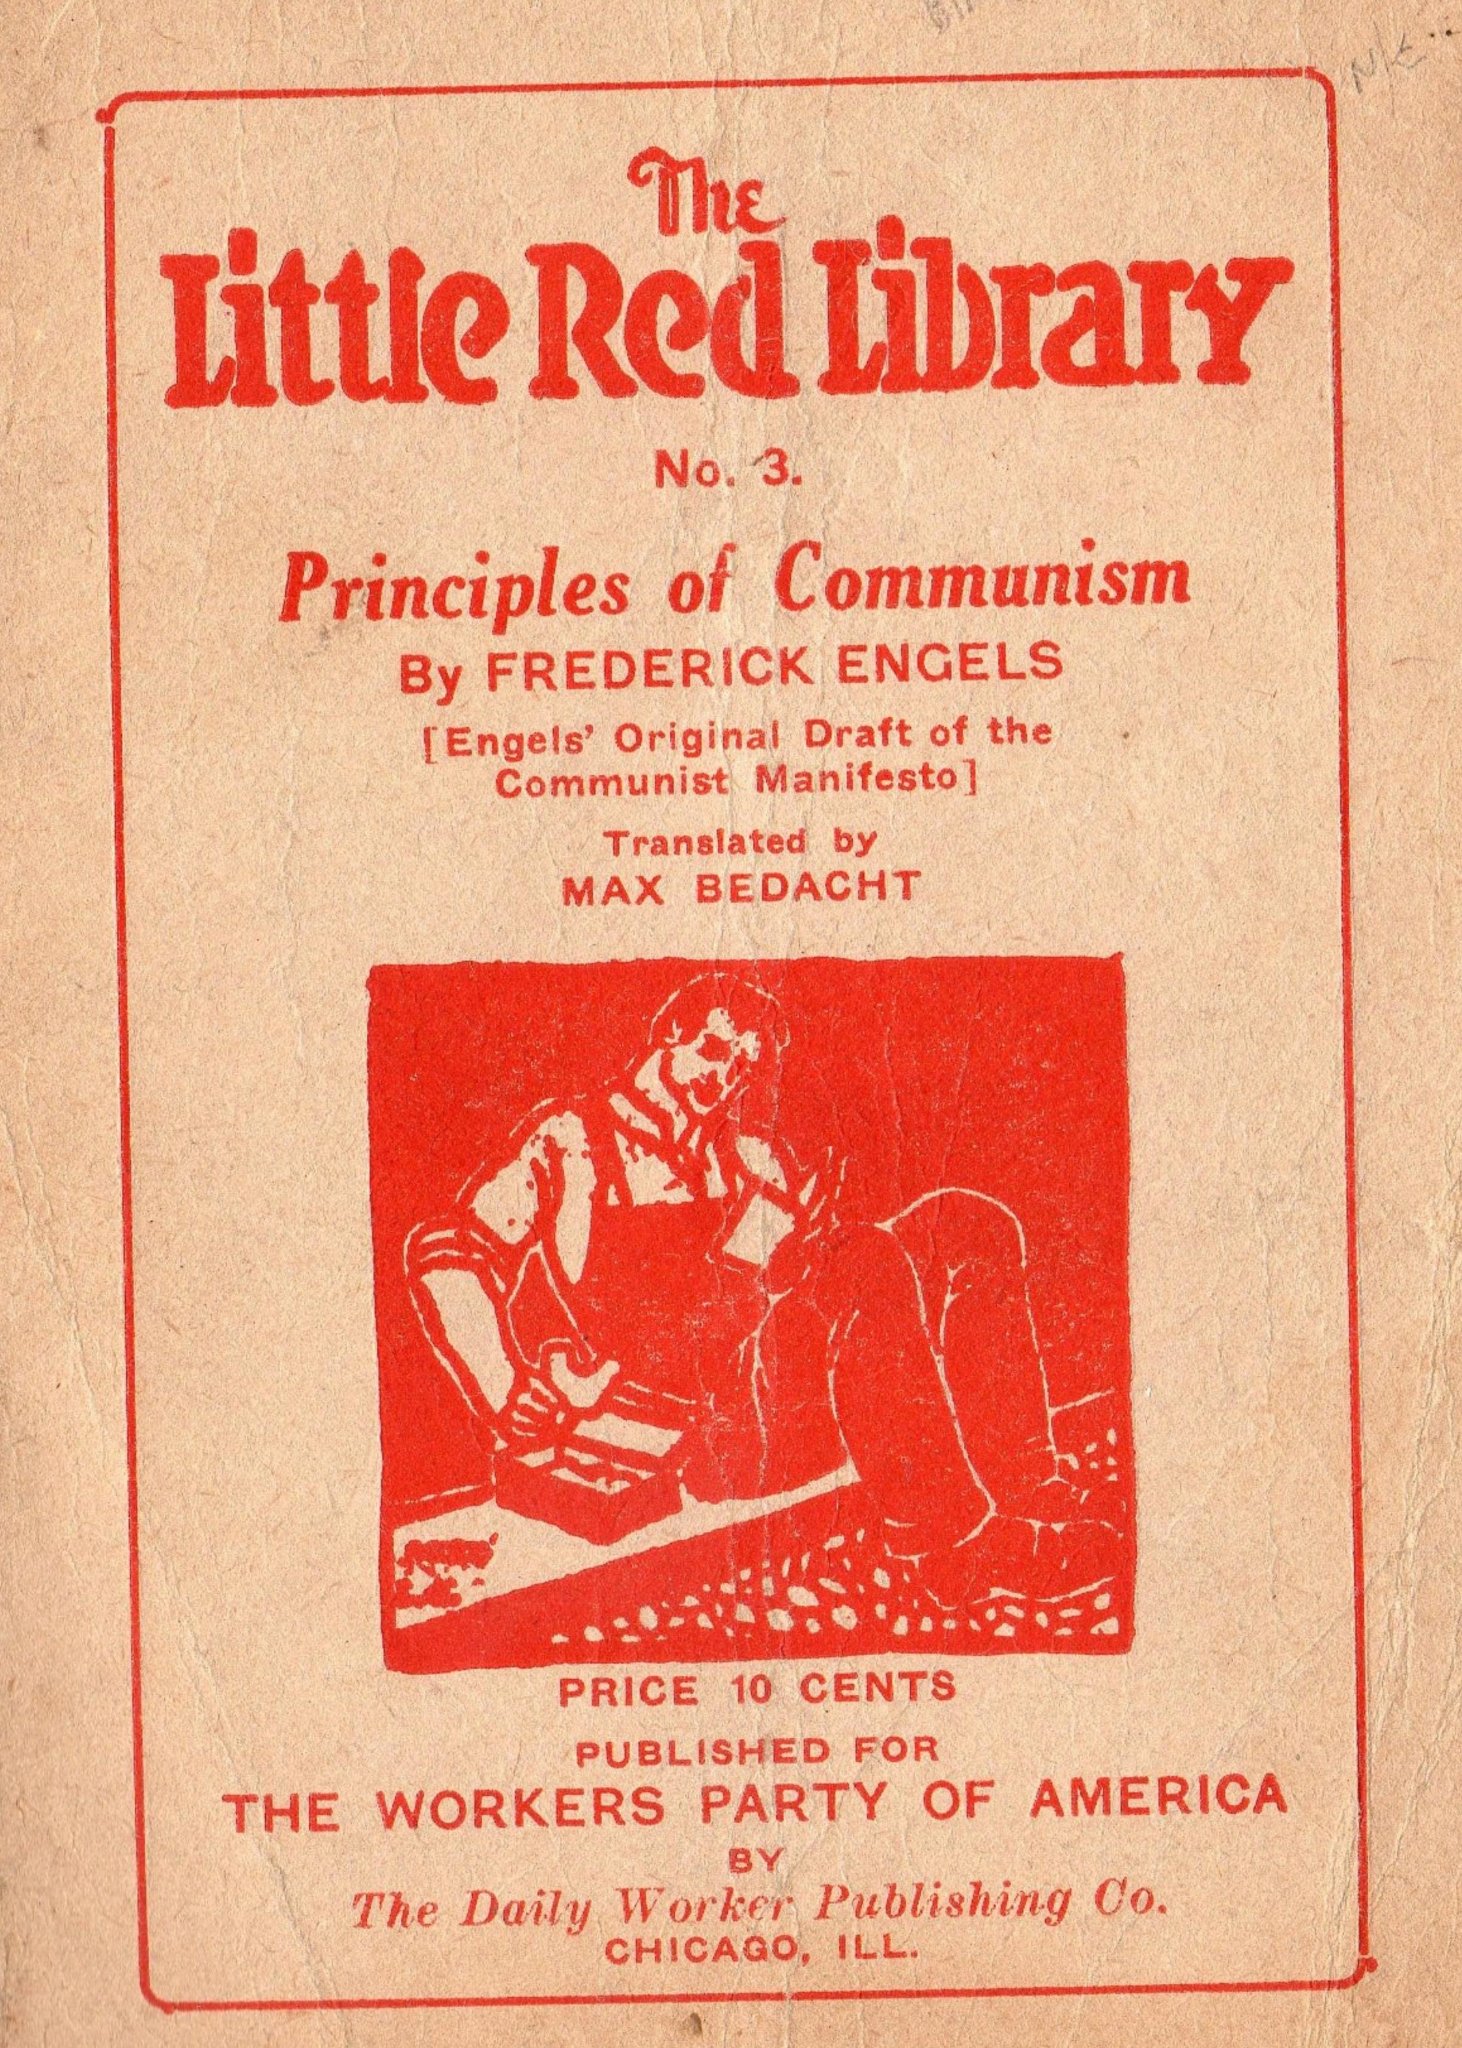 The
Little Red Library
No. 3.
Principles of Communism
By FREDERICK ENGELS
[Engels' Original Draft of the
Communist Manifesto]
Translated by
MAX BEDACHT
PRICE 10 CENTS
PUBLISHED FOR
THE WORKERS PARTY OF AMERICA
BY
The Daily Worker Publishing Co.
CHICAGO, ILL.